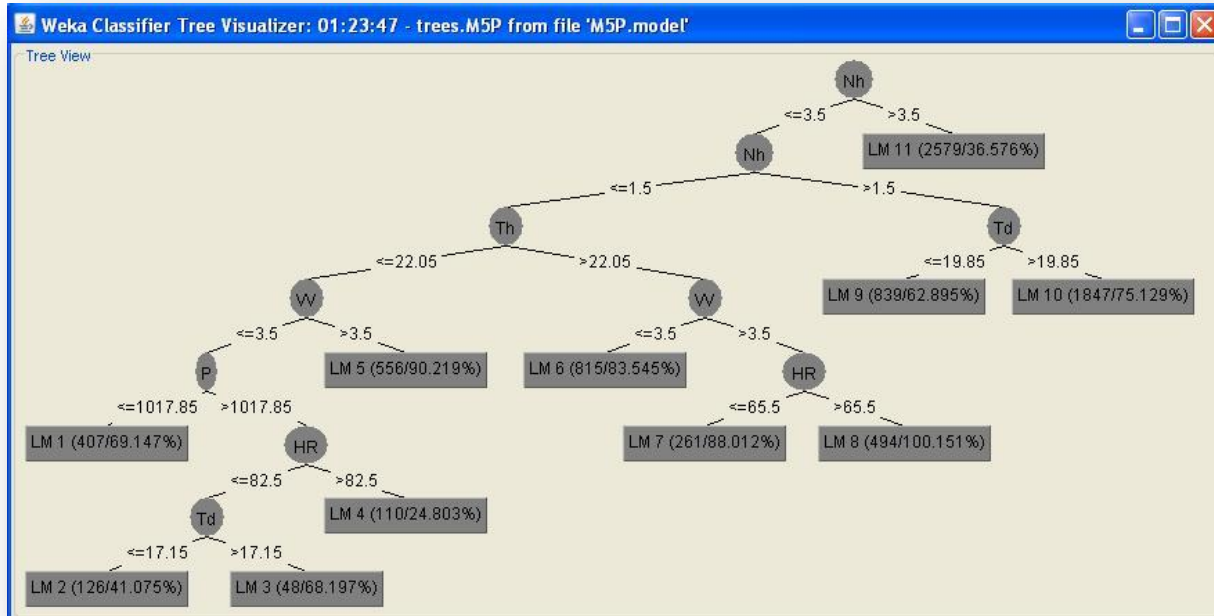 Weka Classifier Tree Visualizer: 01:23:47 - trees.M5P from file 'M5P.model'
Tree View
Nh
<=3.5 >3.5
Nh LM 11 (2579/36.576%)
<=1.5 >1.5
Th Td
<=22.05 >22.05 <=19.85 >19.85
VV VV LM 9 (839/62.895%) LM 10 (1847/75.129%)
<=3.5 >3.5 <=3.5 >3.5
P LM 5 (556/90.219%) LM 6 (815/83.545%) HR
<=1017.85 >1017.85 <=65.5 >65.5
LM 1 (407/69.147%) HR LM 7 (261/88.012%) LM 8 (494/100.151%)
<=82.5 >82.5
Td LM 4 (110/24.803%)
<=17.15 >17.15
LM 2 (126/41.075%) LM 3 (48/68.197%)